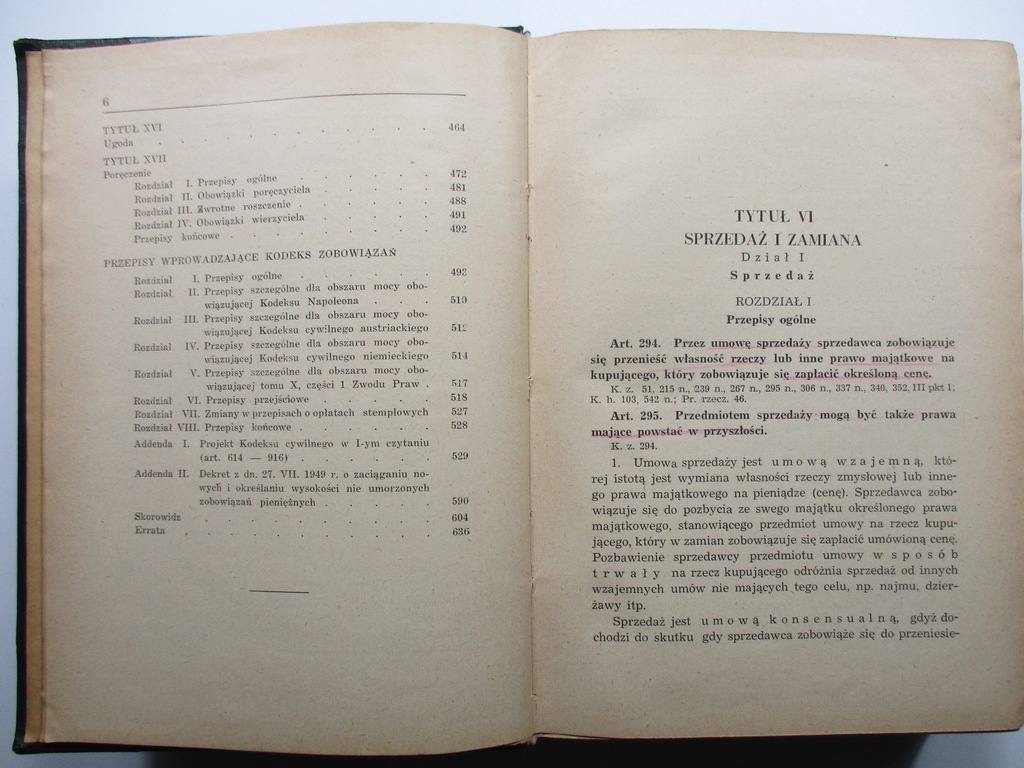 6
TYTUŁ XVI
Ugoda . . . . . . . . . . 464
TYTUŁ XVII
Poręczenie
Rozdział I. Przepisy ogólne . . . . . . 472
Rozdział II. Obowiązki poręczyciela . . . . . 481
Rozdział III. Zwrotne roszczenie . . . . . . 488
Rozdział IV. Obowiązki wierzyciela . . . . . 491
Przepisy końcowe . . . . . . . . 492
PRZEPISY WPROWADZAJĄCE KODEKS ZOBOWIĄZAŃ
Rozdział I. Przepisy ogólne . . . . . . 493
Rozdział II. Przepisy szczególne dla obszaru mocy obo-
wiązującej Kodeksu Napoleona . . . 510
Rozdział III. Przepisy szczególne dla obszaru mocy obo-
wiązującej Kodeksu cywilnego austriackiego 512
Rozdział IV. Przepisy szczególne dla obszaru mocy obo-
wiązującej Kodeksu cywilnego niemieckiego 514
Rozdział V. Przepisy szczególne dla obszaru mocy obo-
wiązującej tomu X, części 1 Zwodu Praw . 517
Rozdział VI. Przepisy przejściowe . . . . . 518
Rozdział VII. Zmiany w przepisach o opłatach stemplowych 527
Rozdział VIII. Przepisy końcowe . . . . . . 528
Addenda I. Projekt Kodeksu cywilnego w I-ym czytaniu
(art. 614 — 916) . . . . . . 529
Addenda II. Dekret z dn. 27. VII. 1949 r. o zaciąganiu no-
wych i określaniu wysokości nie umorzonych
zobowiązań pieniężnych . . . . . 590
Skorowidz . . . . . . . . . 604
Errata . . . . . . . . . . 636
TYTUŁ VI
SPRZEDAŻ I ZAMIANA
Dział I
Sprzedaż
ROZDZIAŁ I
Przepisy ogólne
Art. 294. Przez umowę sprzedaży sprzedawca zobowiązuje
się przenieść własność rzeczy lub inne prawo majątkowe na
kupującego, który zobowiązuje się zapłacić określoną cenę.
K. z. 51, 215 n., 239 n., 267 n., 295 n., 306 n., 337 n., 340, 352, III pkt 1;
K. h. 103, 542 n.; Pr. rzecz. 46.
Art. 295. Przedmiotem sprzedaży mogą być także prawa
mające powstać w przyszłości.
K. z. 294.
1. Umowa sprzedaży jest umową wzajemną, któ-
rej istotą jest wymiana własności rzeczy zmysłowej lub inne-
go prawa majątkowego na pieniądze (cenę). Sprzedawca zobo-
wiązuje się do pozbycia ze swego majątku określonego prawa
majątkowego, stanowiącego przedmiot umowy na rzecz kupu-
jącego, który w zamian zobowiązuje się zapłacić umówioną cenę.
Pozbawienie sprzedawcy przedmiotu umowy w sposób
trwały na rzecz kupującego odróżnia sprzedaż od innych
wzajemnych umów nie mających tego celu, np. najmu, dzier-
żawy itp.
Sprzedaż jest umową konsensualną, gdyż do-
chodzi do skutku gdy sprzedawca zobowiąże się do przeniesie-